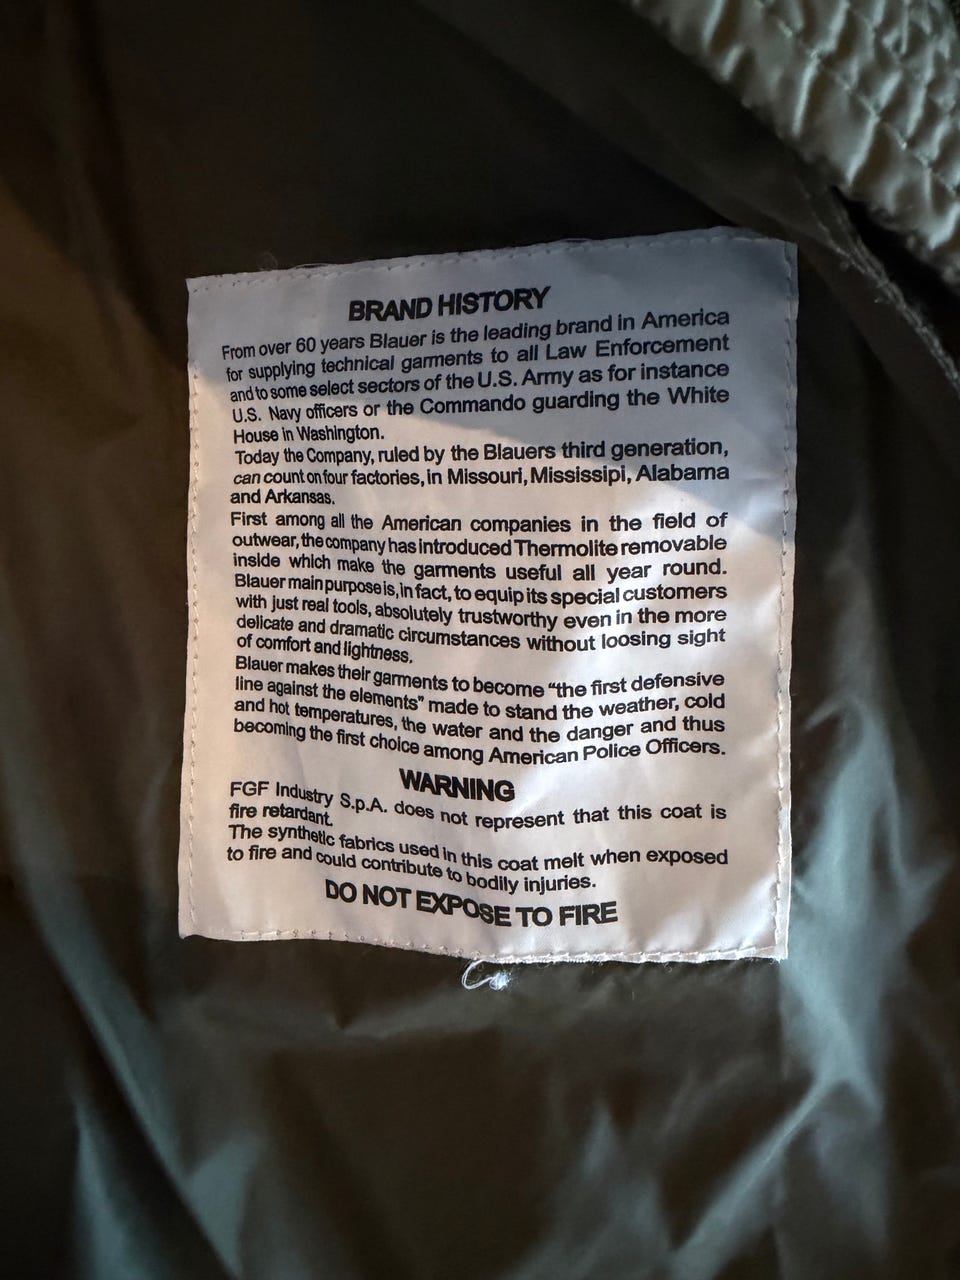 BRAND HISTORY
From over 60 years Blauer is the leading brand in America
for supplying technical garments to all Law Enforcement
and to some select sectors of the U.S. Army as for instance
U.S. Navy officers or the Commando guarding the White
House in Washington.
Today the Company, ruled by the Blauers third generation,
can count on four factories, in Missouri, Mississipi, Alabama
and Arkansas.
First among all the American companies in the field of
outwear, the company has introduced Thermolite removable
inside which make the garments useful all year round.
Blauer main purpose is, in fact, to equip its special customers
with just real tools, absolutely trustworthy even in the more
delicate and dramatic circumstances without loosing sight
of comfort and lightness.
Blauer makes their garments to become “the first defensive
line against the elements” made to stand the weather, cold
and hot temperatures, the water and the danger and thus
becoming the first choice among American Police Officers.
WARNING
FGF Industry S.p.A. does not represent that this coat is
fire retardant.
The synthetic fabrics used in this coat melt when exposed
to fire and could contribute to bodily injuries.
DO NOT EXPOSE TO FIRE